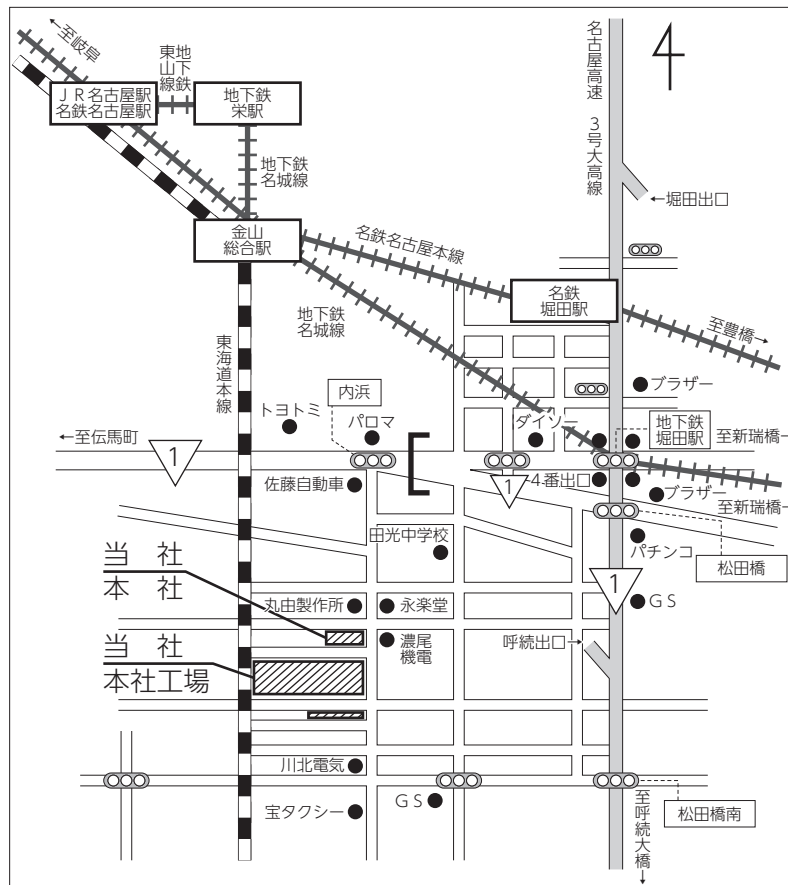 ←至岐阜
地下鉄
東山線
JR名古屋駅
名鉄名古屋駅
地下鉄
栄駅
地下鉄
名城線
名古屋高速 3号大高線
←堀田出口
金山
総合駅
名鉄名古屋本線
名鉄
堀田駅
地下鉄
名城線
至豊橋→
東海道本線
内浜
トヨトミ
パロマ
ダイソー
ブラザー
地下鉄
堀田駅
至新瑞橋→
←至伝馬町
1
佐藤自動車
1
4番出口
ブラザー
至新瑞橋→
田光中学校
パチンコ
松田橋
当 社
本 社
丸由製作所
永楽堂
1
GS
当 社
本社工場
濃尾
機電
呼続出口→
川北電気
宝タクシー
GS
松田橋南
至呼続大橋→